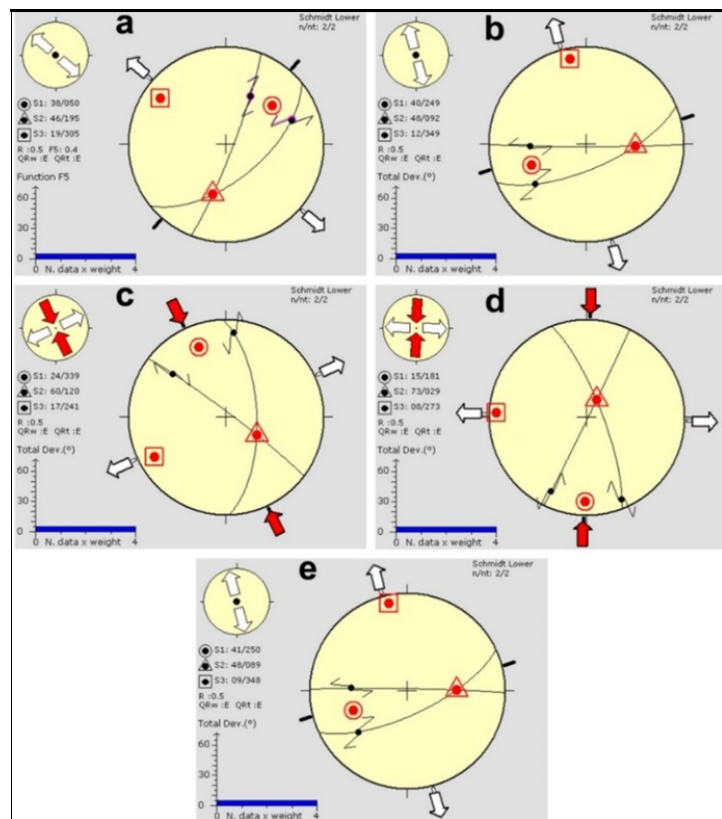 a
Schmidt Lower
n/nt: 2/2
S1: 38/050
S2: 46/195
S3: 19/305
R :0.5 F5: 0.4
QRw :E QRt :E
Function F5
60
30
0
0 4
N. data x weight
b
Schmidt Lower
n/nt: 2/2
S1: 40/249
S2: 48/092
S3: 12/349
R :0.5
QRw :E QRt :E
Total Dev.(°)
60
30
0
0 4
N. data x weight
c
Schmidt Lower
n/nt: 2/2
S1: 24/339
S2: 60/120
S3: 17/241
R :0.5
QRw :E QRt :E
Total Dev.(°)
60
30
0
0 4
N. data x weight
d
Schmidt Lower
n/nt: 2/2
S1: 15/181
S2: 73/029
S3: 08/273
R :0.5
QRw :E QRt :E
Total Dev.(°)
60
30
0
0 4
N. data x weight
e
Schmidt Lower
n/nt: 2/2
S1: 41/250
S2: 48/089
S3: 09/348
R :0.5
QRw :E QRt :E
Total Dev.(°)
60
30
0
0 4
N. data x weight